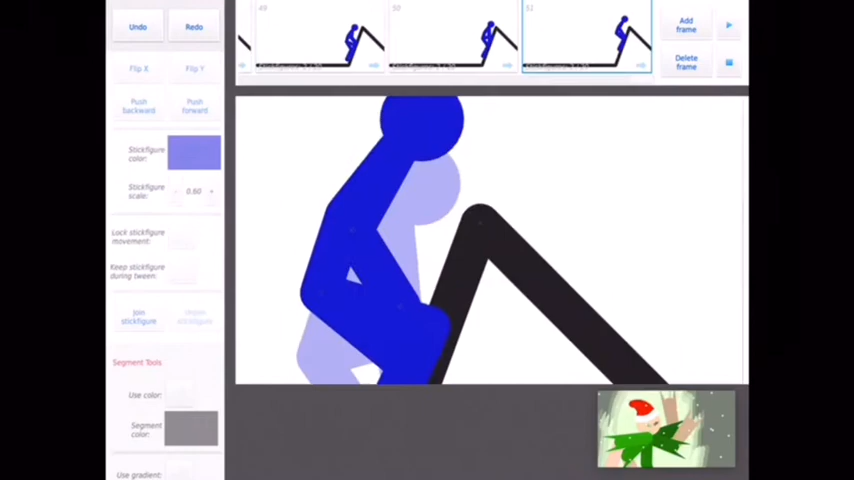 Undo Redo
49 50 51
Add
frame
Delete
frame
Flip X Flip Y
Push
backward
Push
forward
Stickfigure
color:
Stickfigure
scale:
- 0.60 +
Lock stickfigure
movement:
Keep stickfigure
during tween:
Join
stickfigure
Segment Tools
Use color:
Segment
color:
Use gradient: